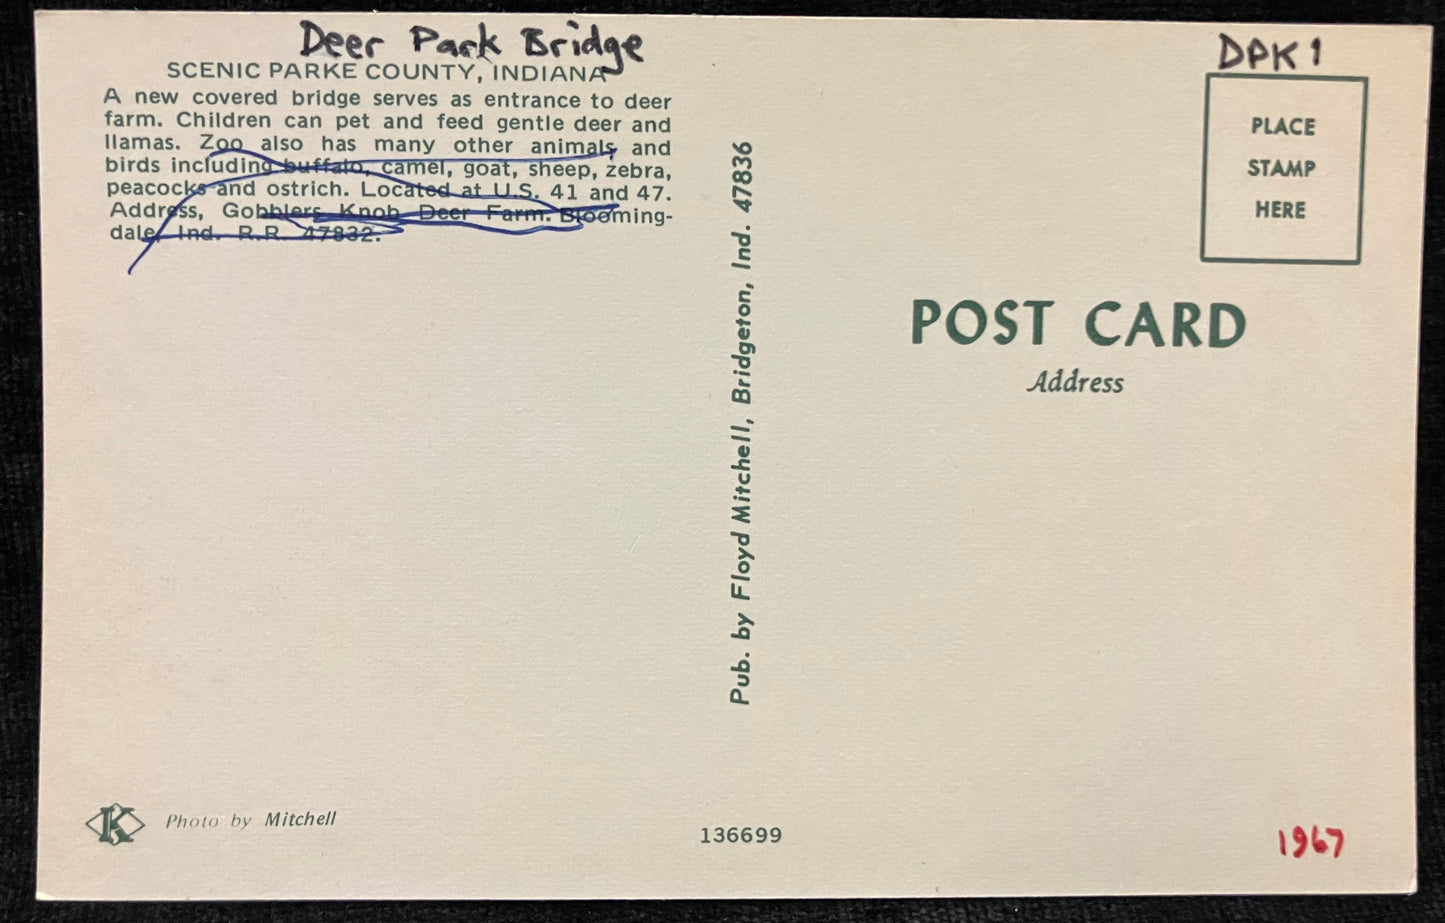 Deer Park Bridge
SCENIC PARKE COUNTY, INDIANA
A new covered bridge serves as entrance to deer
farm. Children can pet and feed gentle deer and
llamas. Zoo also has many other animals and
birds including buffalo, camel, goat, sheep, zebra,
peacocks and ostrich. Located at U.S. 41 and 47.
Address, Gobblers Knob Deer Farm. Blooming-
dale, Ind. R.R. 47832.
K
Photo by Mitchell
Pub. by Floyd Mitchell, Bridgeton, Ind. 47836
136699
DPK1
PLACE
STAMP
HERE
POST CARD
Address
1967